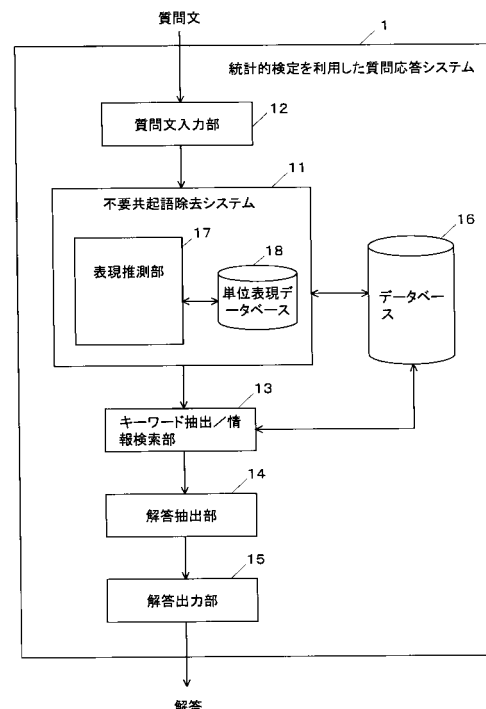 質問文
1
統計的検定を利用した質問応答システム
12
質問文入力部
11
不要共起語除去システム
17
表現推測部
18
単位表現デ
ータベース
16
データベー
ス
13
キーワード抽出／情
報検索部
14
解答抽出部
15
解答出力部
解答